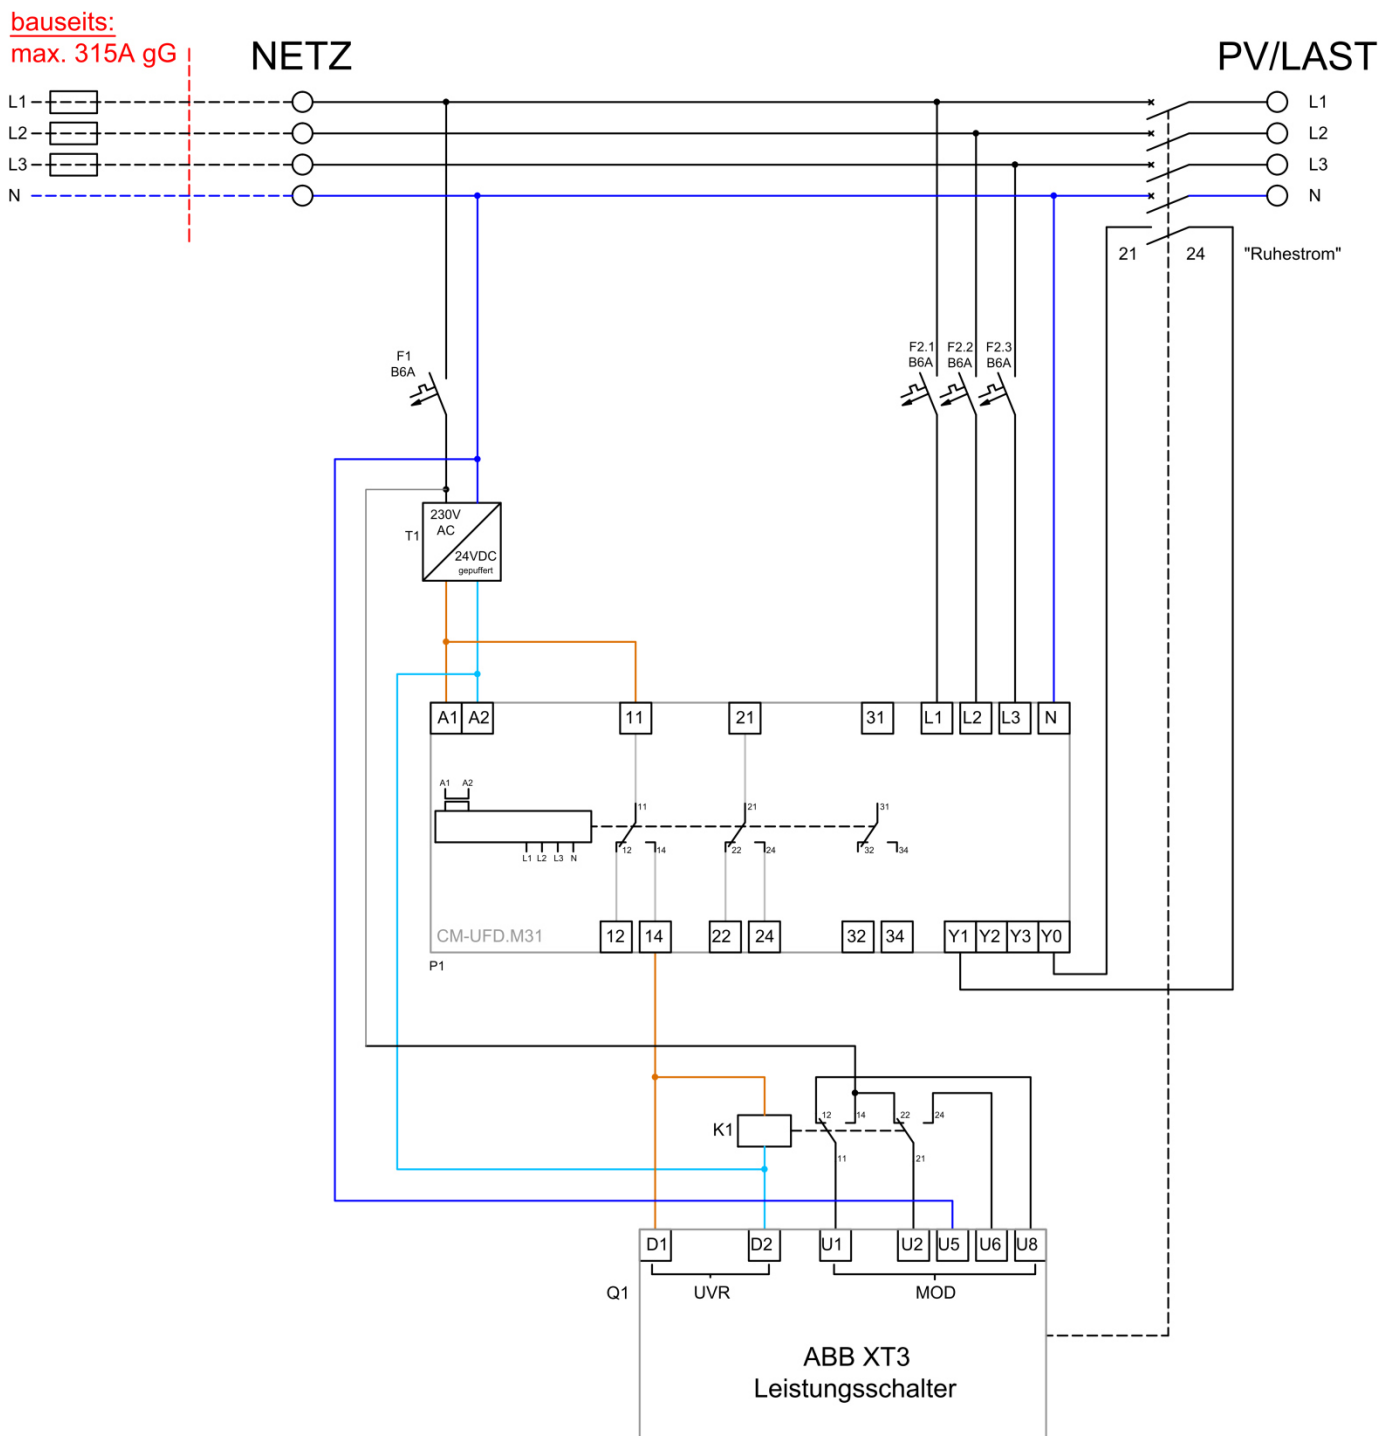 bauseits:
max. 315A gG
NETZ
PV/LAST
L1
L1
L2
L2
L3
L3
N
N
21
24
"Ruhestrom"
F1
B6A
F2.1
B6A
F2.2
B6A
F2.3
B6A
T1
230V
AC
24VDC
gepuffert
A1
A2
11
21
31
L1
L2
L3
N
A1
A2
11
21
31
12
14
22
24
32
34
L1
L2
L3
N
CM-UFD.M31
12
14
22
24
32
34
Y1
Y2
Y3
Y0
P1
K1
12
14
22
24
11
21
D1
D2
U1
U2
U5
U6
U8
Q1
UVR
MOD
ABB XT3
Leistungsschalter